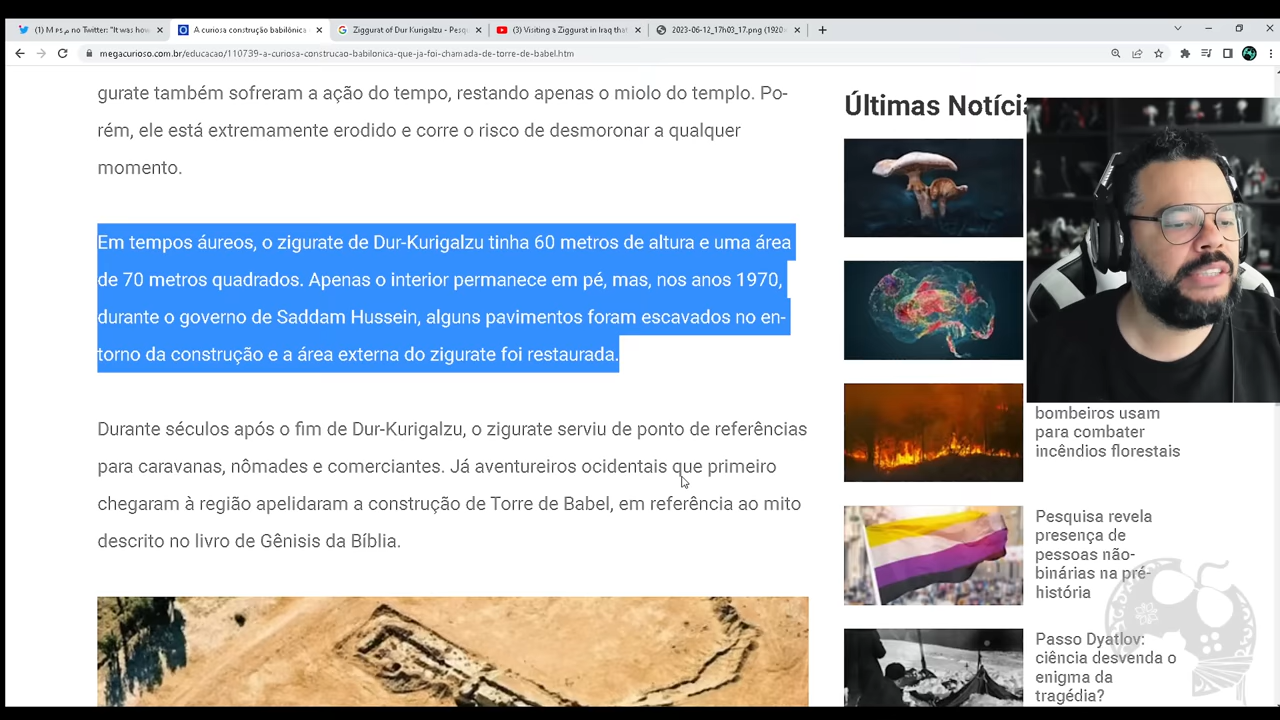 (1) M
no Twitter: "It was how
A curiosa construção babilônica
Ziggurat of Dur Kurigalzu - Pesq
(3) Visiting a Ziggurat in Iraq tha
2023-06-12_17h03_17.png (1920
megacurioso.com.br/educacao/110739-a-curiosa-construcao-babilonica-que-ja-foi-chamada-de-torre-de-babel.htm
gurate também sofreram a ação do tempo, restando apenas o miolo do templo. Po-
rém, ele está extremamente erodido e corre o risco de desmoronar a qualquer
momento.
Em tempos áureos, o zigurate de Dur-Kurigalzu tinha 60 metros de altura e uma área
de 70 metros quadrados. Apenas o interior permanece em pé, mas, nos anos 1970,
durante o governo de Saddam Hussein, alguns pavimentos foram escavados no en-
torno da construção e a área externa do zigurate foi restaurada.
Durante séculos após o fim de Dur-Kurigalzu, o zigurate serviu de ponto de referências
para caravanas, nômades e comerciantes. Já aventureiros ocidentais que primeiro
chegaram à região apelidaram a construção de Torre de Babel, em referência ao mito
descrito no livro de Gênisis da Bíblia.
Últimas Notícia
bombeiros usam
para combater
incêndios florestais
Pesquisa revela
presença de
pessoas não-
binárias na pré-
história
Passo Dyatlov:
ciência desvenda o
enigma da
tragédia?